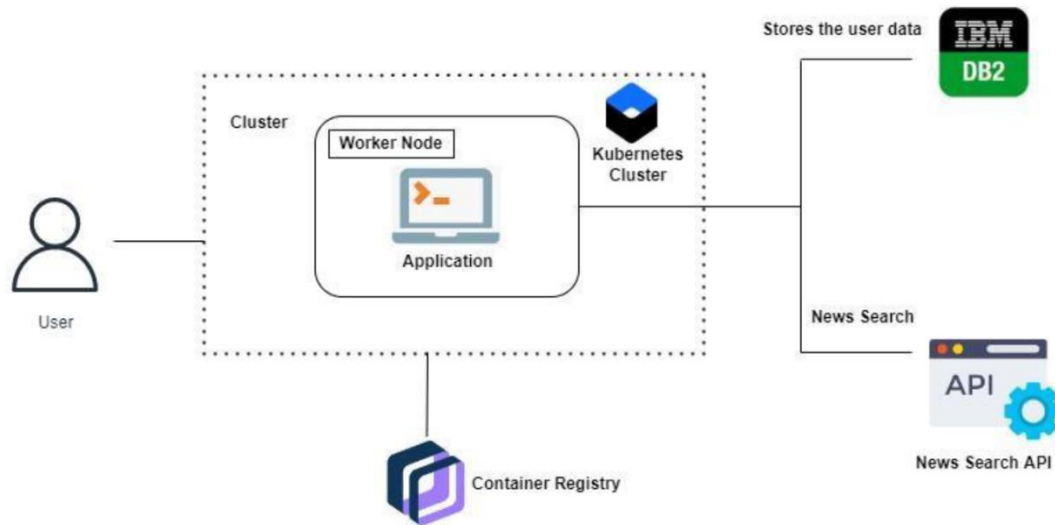 Stores the user data
IBM
DB2
Cluster
Worker Node
Kubernetes
Cluster
Application
User
News Search
API
News Search API
Container Registry